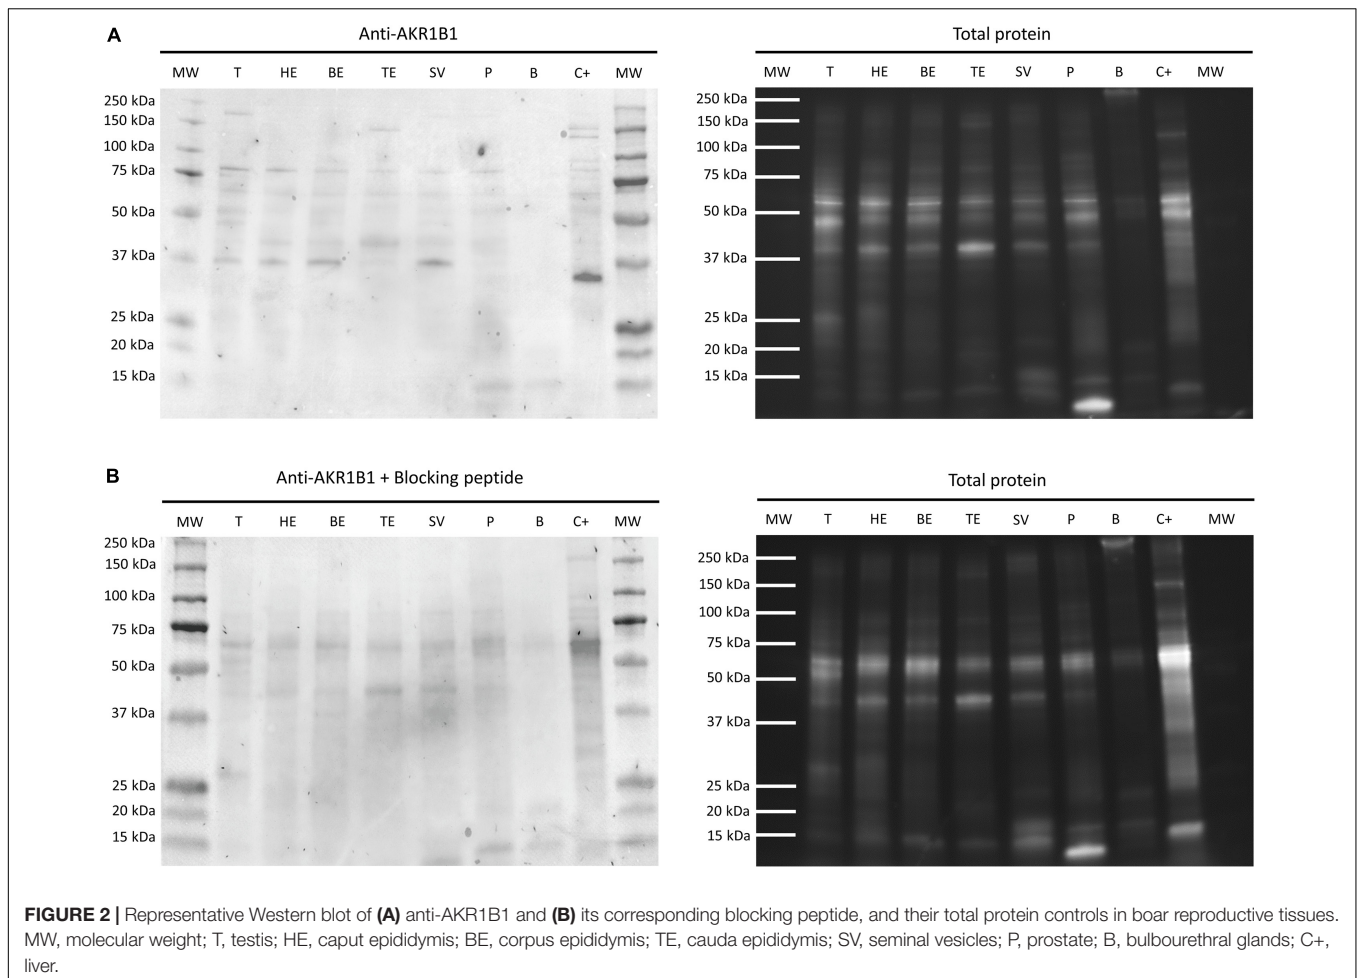 A
Anti-AKR1B1
Total protein
MW T HE BE TE SV P B C+ MW
MW T HE BE TE SV P B C+ MW
250 kDa
150 kDa
100 kDa
75 kDa
50 kDa
37 kDa
25 kDa
20 kDa
15 kDa
250 kDa
150 kDa
100 kDa
75 kDa
50 kDa
37 kDa
25 kDa
20 kDa
15 kDa
B
Anti-AKR1B1 + Blocking peptide
Total protein
MW T HE BE TE SV P B C+ MW
MW T HE BE TE SV P B C+ MW
250 kDa
150 kDa
100 kDa
75 kDa
50 kDa
37 kDa
25 kDa
20 kDa
15 kDa
250 kDa
150 kDa
100 kDa
75 kDa
50 kDa
37 kDa
25 kDa
20 kDa
15 kDa
FIGURE 2 | Representative Western blot of (A) anti-AKR1B1 and (B) its corresponding blocking peptide, and their total protein controls in boar reproductive tissues.
MW, molecular weight; T, testis; HE, caput epididymis; BE, corpus epididymis; TE, cauda epididymis; SV, seminal vesicles; P, prostate; B, bulbourethral glands; C+,
liver.